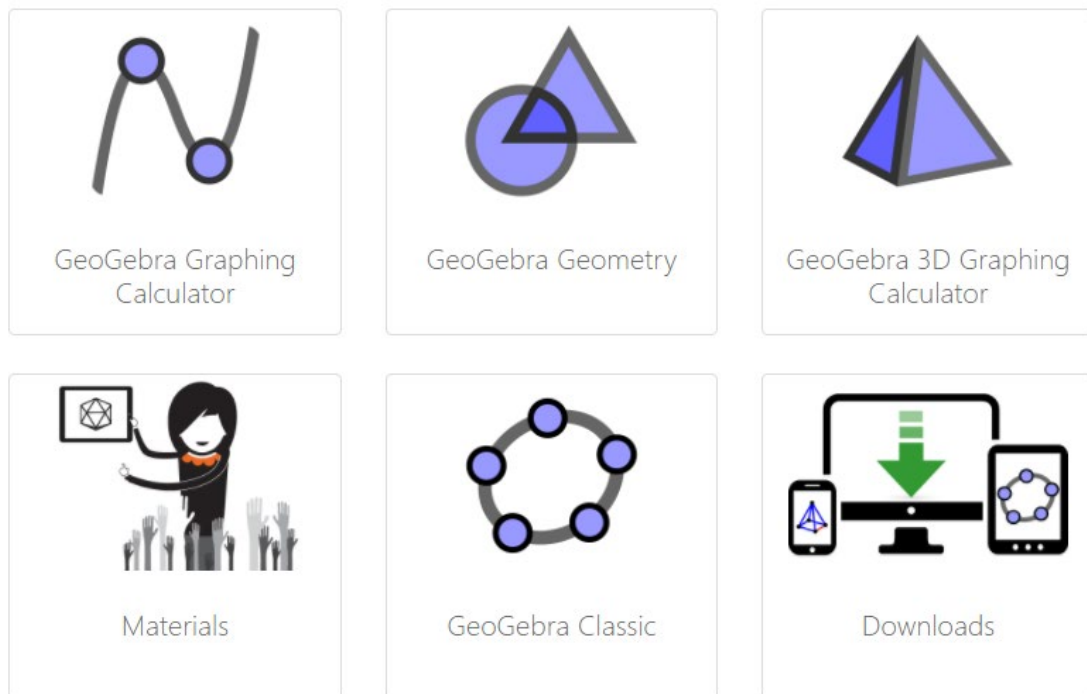 GeoGebra Graphing
Calculator
GeoGebra Geometry
GeoGebra 3D Graphing
Calculator
Materials
GeoGebra Classic
Downloads